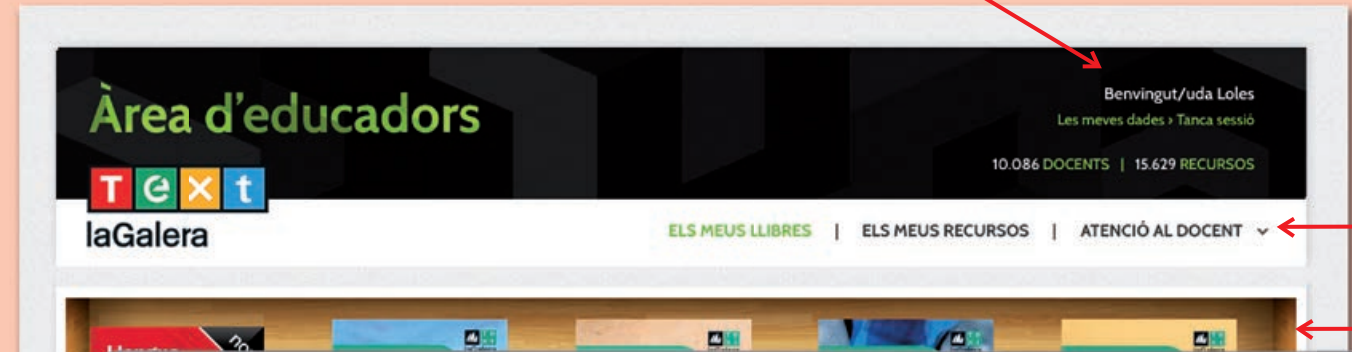 Àrea d'educadors
Benvingut/uda Loles
Les meves dades › Tanca sessió
10.086 DOCENTS | 15.629 RECURSOS
Text
laGalera
ELS MEUS LLIBRES | ELS MEUS RECURSOS | ATENCIÓ AL DOCENT